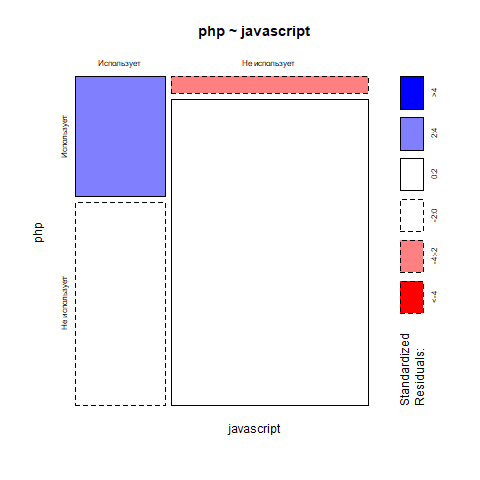 php ~ javascript
Использует
Не использует
Использует
Не использует
php
javascript
>4
2:4
0:2
-2:0
-4:-2
<-4
Standardized
Residuals: